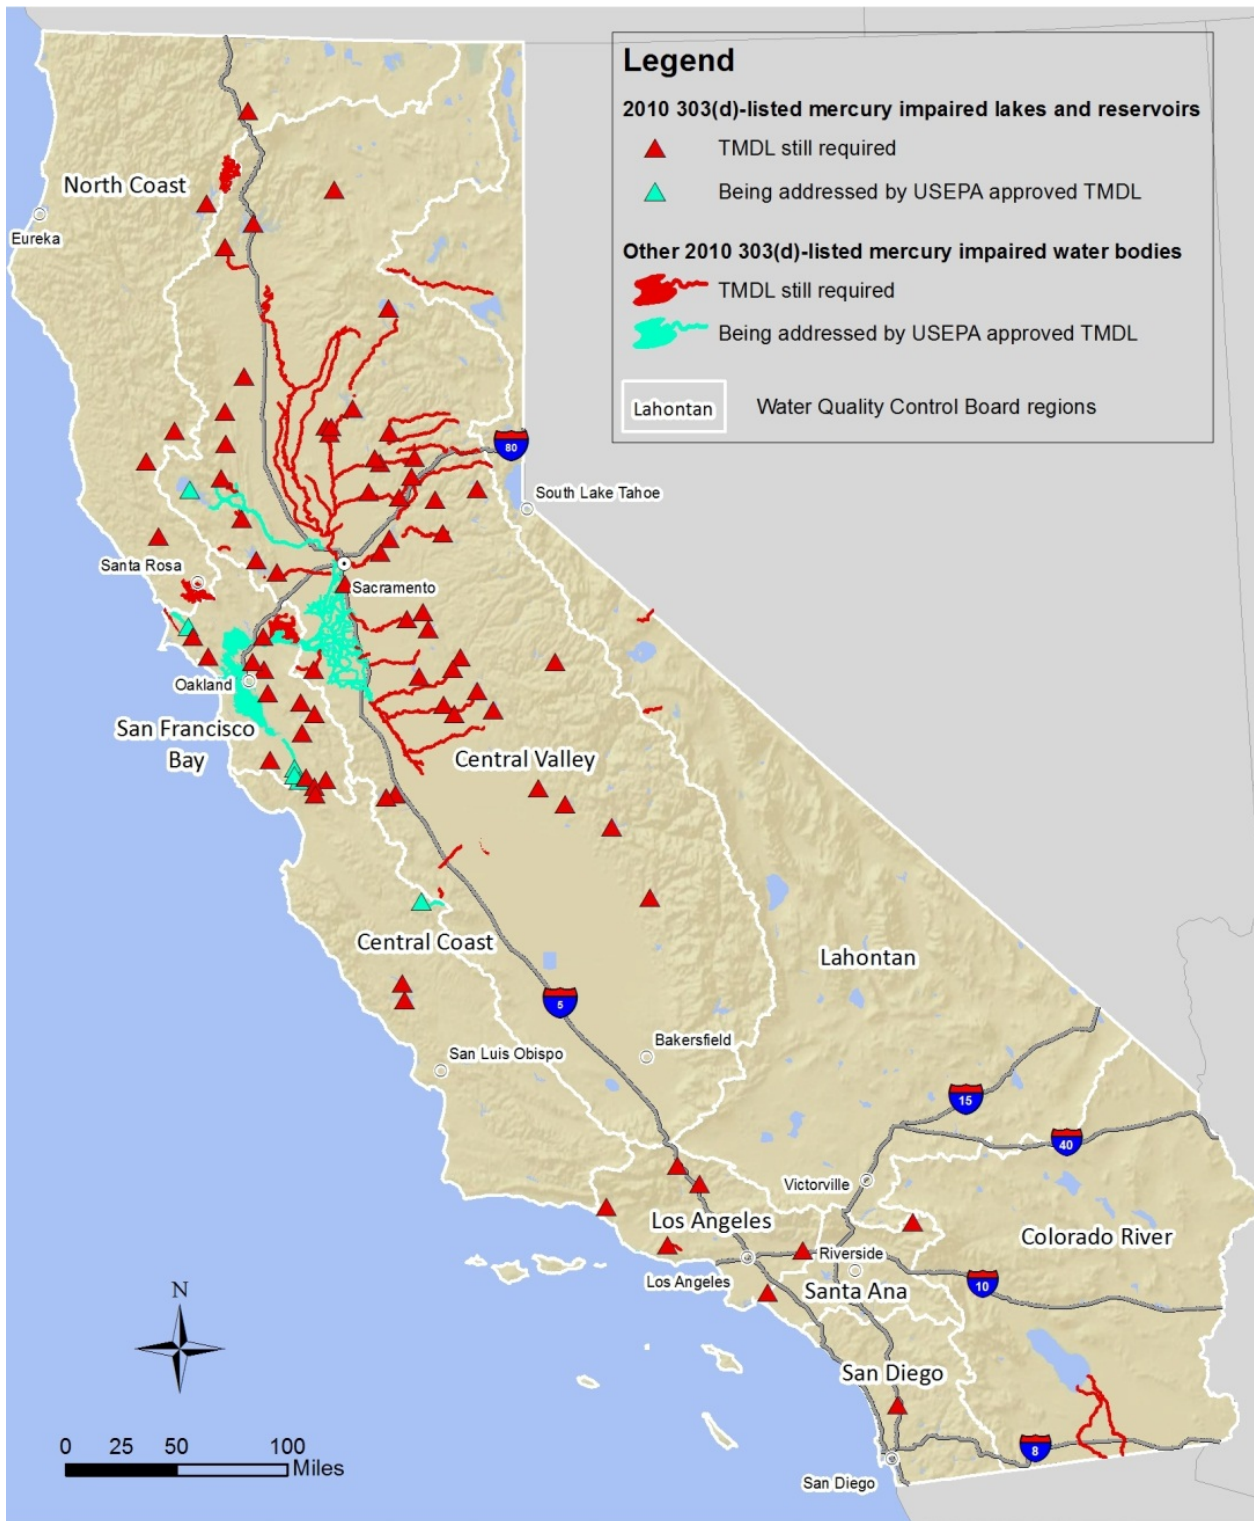 Legend
2010 303(d)-listed mercury impaired lakes and reservoirs
TMDL still required
Being addressed by USEPA approved TMDL
Other 2010 303(d)-listed mercury impaired water bodies
TMDL still required
Being addressed by USEPA approved TMDL
Lahontan Water Quality Control Board regions
North Coast
Eureka
80
South Lake Tahoe
Santa Rosa
Sacramento
Oakland
San Francisco
Bay
Central Valley
Central Coast
Lahontan
5
San Luis Obispo
Bakersfield
15
40
Victorville
Los Angeles
Colorado River
Riverside
Los Angeles
Santa Ana
10
San Diego
8
San Diego
N
0 25 50 100
Miles